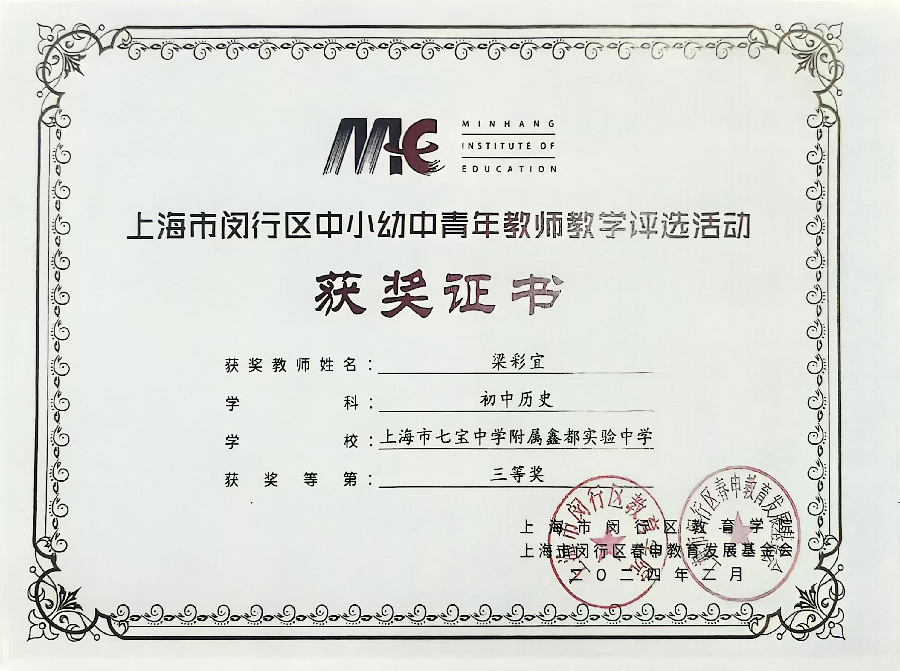 MINHANG
INSTITUTE OF
EDUCATION
上海市闵行区中小幼中青年教师教学评选活动
获奖证书
获奖教师姓名：梁彩宜
学科：初中历史
学校：上海市七宝中学附属鑫都实验中学
获奖等第：三等奖
上海市闵行区教育学院
上海市闵行区春申教育发展基金会
二〇二四年二月
上海市闵行区教育学院
上海市闵行区春申教育发展基金会